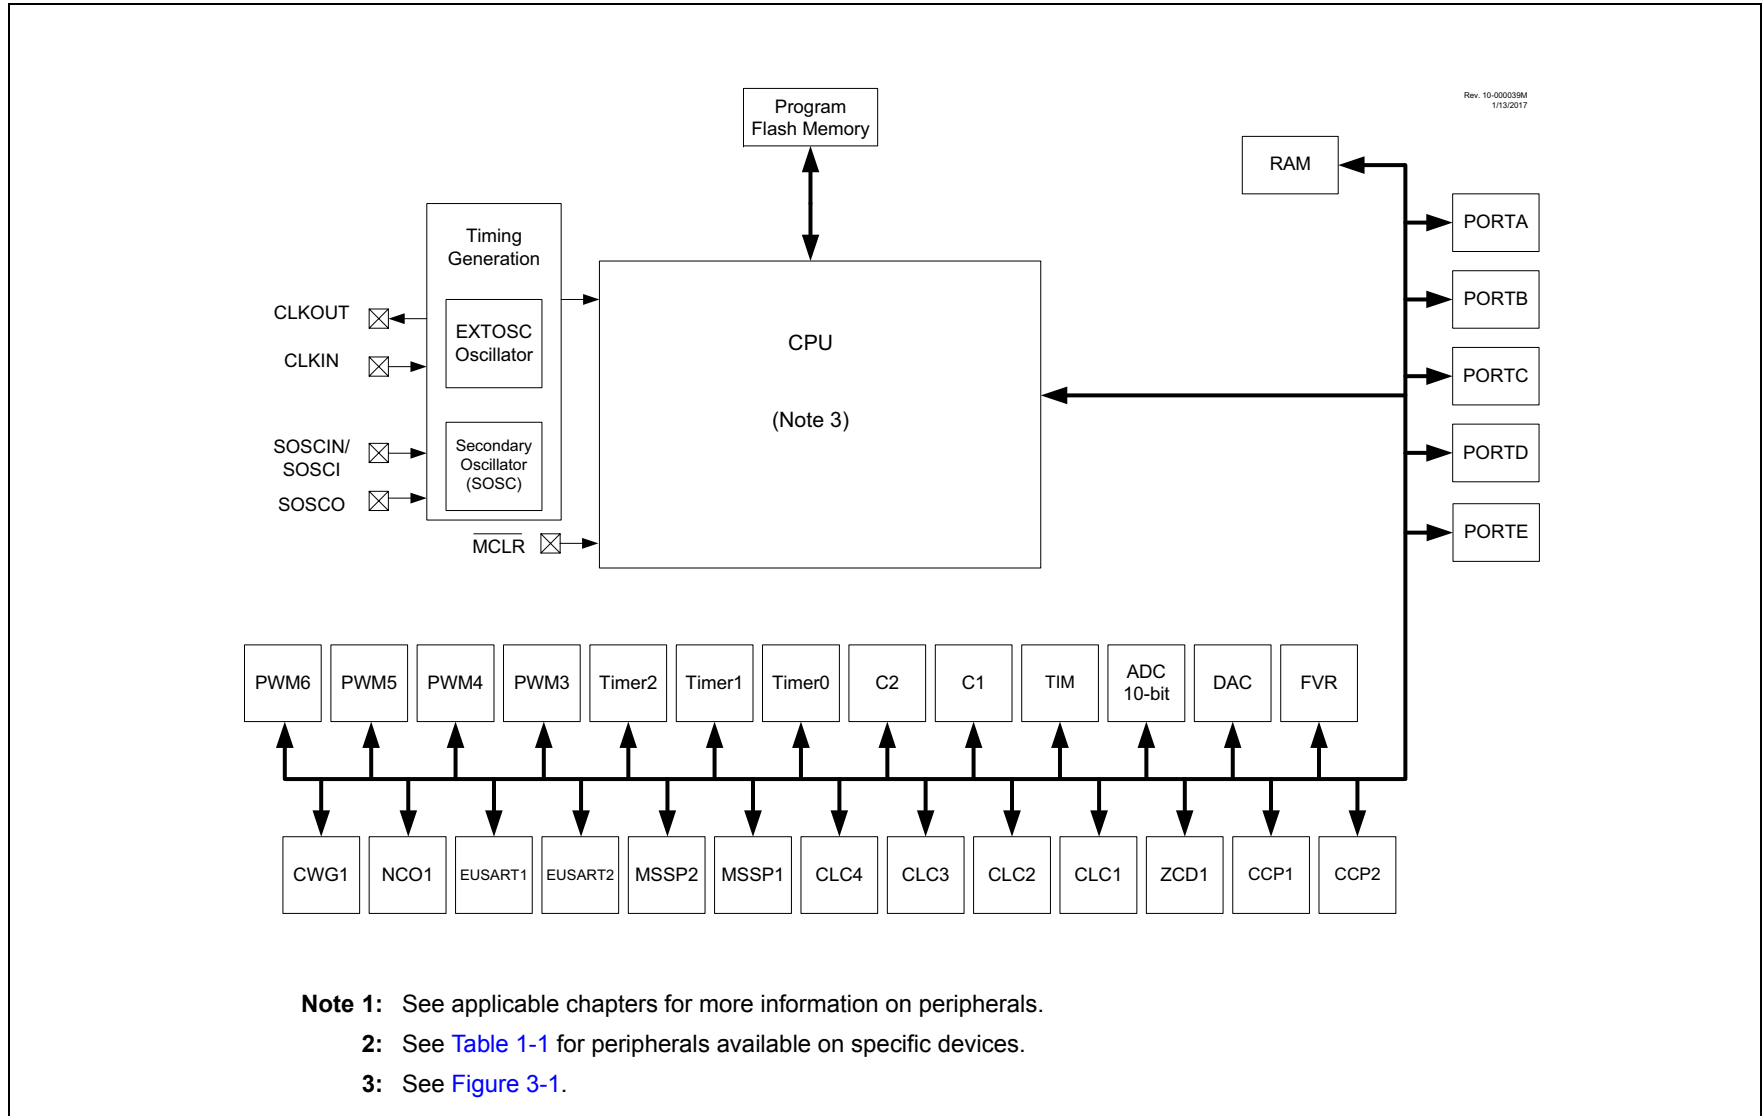 Rev. 10-000039M
1/13/2017
Program
Flash Memory
RAM
PORTA
PORTB
PORTC
PORTD
PORTE
Timing
Generation
EXTOSC
Oscillator
Secondary
Oscillator
(SOSC)
CLKOUT
CLKIN
SOSCIN/
SOSCI
SOSCO
MCLR
CPU
(Note 3)
PWM6
PWM5
PWM4
PWM3
Timer2
Timer1
Timer0
C2
C1
TIM
ADC
10-bit
DAC
FVR
CWG1
NCO1
EUSART1
EUSART2
MSSP2
MSSP1
CLC4
CLC3
CLC2
CLC1
ZCD1
CCP1
CCP2
Note 1: See applicable chapters for more information on peripherals.
2: See Table 1-1 for peripherals available on specific devices.
3: See Figure 3-1.